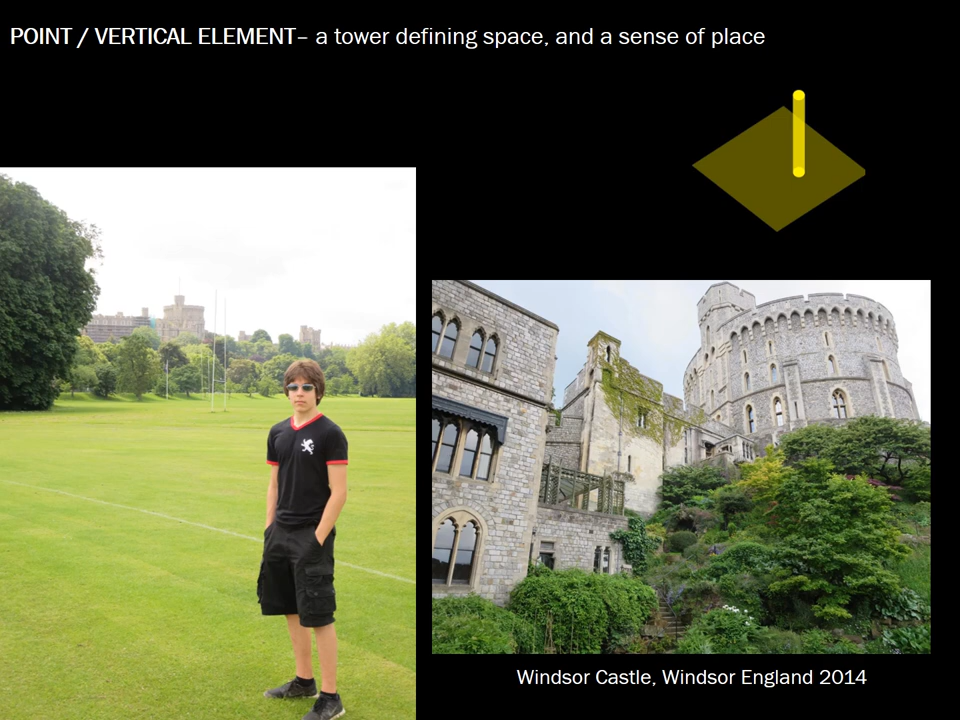 POINT / VERTICAL ELEMENT– a tower defining space, and a sense of place
Windsor Castle, Windsor England 2014